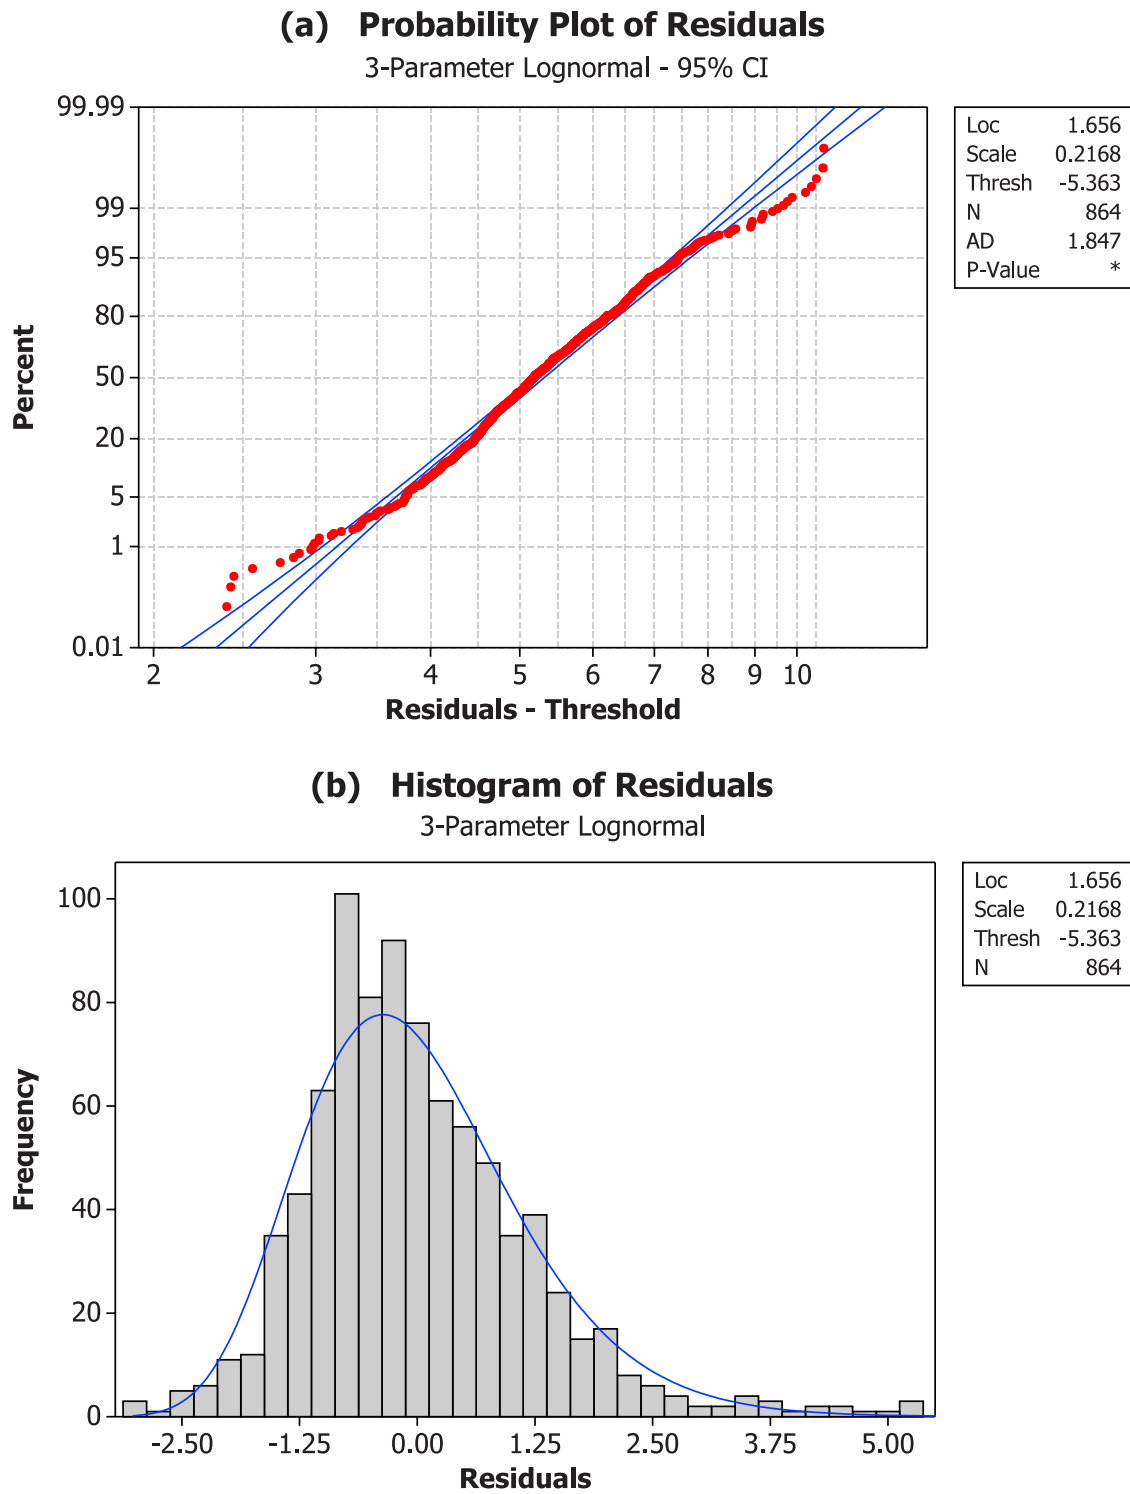 (a) Probability Plot of Residuals
3-Parameter Lognormal - 95% CI
99.99
99
95
80
50
20
5
1
0.01
Percent
2 3 4 5 6 7 8 9 10
Residuals - Threshold
Loc 1.656
Scale 0.2168
Thresh -5.363
N 864
AD 1.847
P-Value *
(b) Histogram of Residuals
3-Parameter Lognormal
100
80
60
40
20
0
Frequency
-2.50 -1.25 0.00 1.25 2.50 3.75 5.00
Residuals
Loc 1.656
Scale 0.2168
Thresh -5.363
N 864